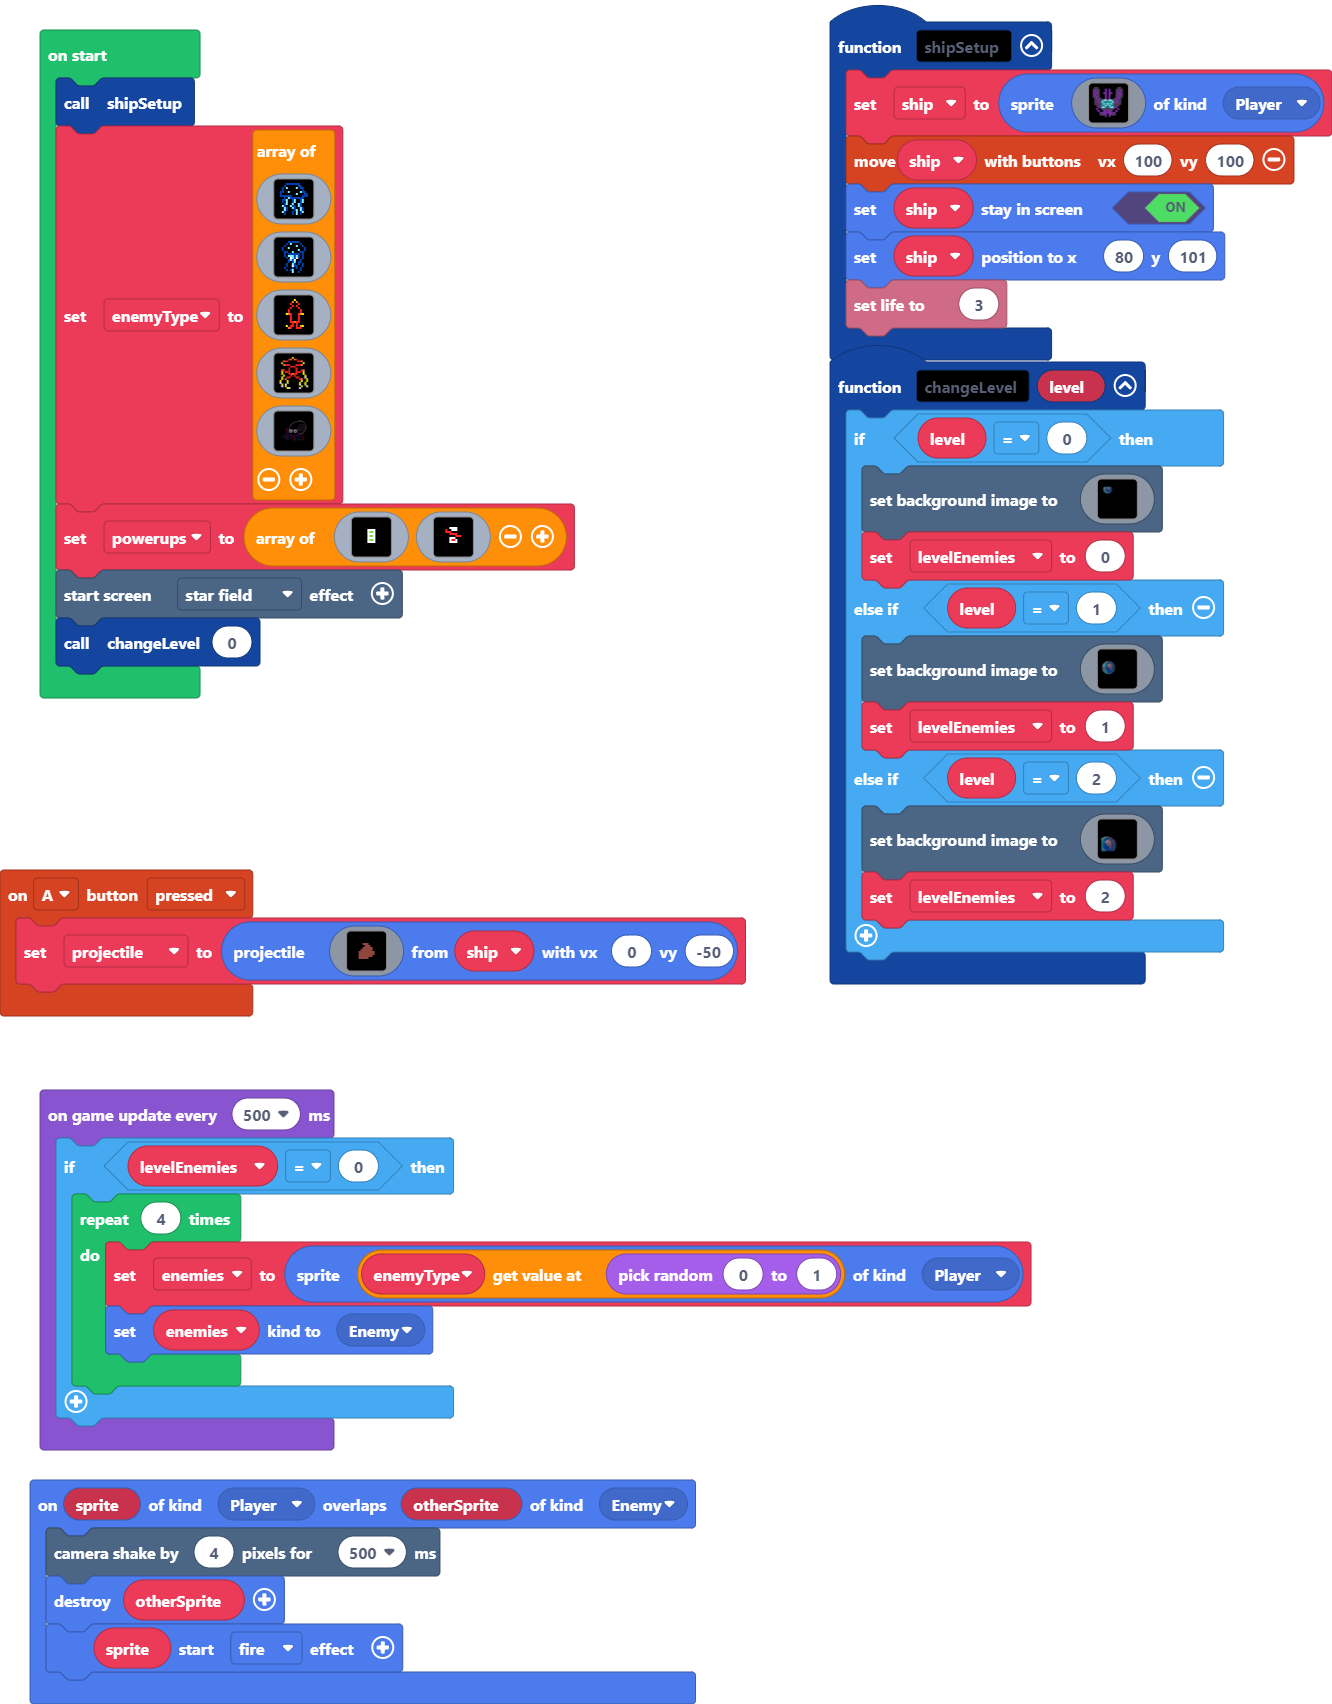 on start
call shipSetup
array of
set enemyType to
set powerups to array of
start screen star field effect
call changeLevel 0
function shipSetup
set ship to sprite of kind Player
move ship with buttons vx 100 vy 100
set ship stay in screen ON
set ship position to x 80 y 101
set life to 3
function changeLevel level
if level = 0 then
set background image to
set levelEnemies to 0
else if level = 1 then
set background image to
set levelEnemies to 1
else if level = 2 then
set background image to
set levelEnemies to 2
on A button pressed
set projectile to projectile from ship with vx 0 vy -50
on game update every 500 ms
if levelEnemies = 0 then
repeat 4 times
do
set enemies to sprite enemyType get value at pick random 0 to 1 of kind Player
set enemies kind to Enemy
on sprite of kind Player overlaps otherSprite of kind Enemy
camera shake by 4 pixels for 500 ms
destroy otherSprite
sprite start fire effect